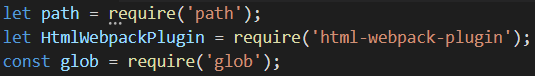 let path = require('path');
let HtmlWebpackPlugin = require('html-webpack-plugin');
const glob = require('glob');